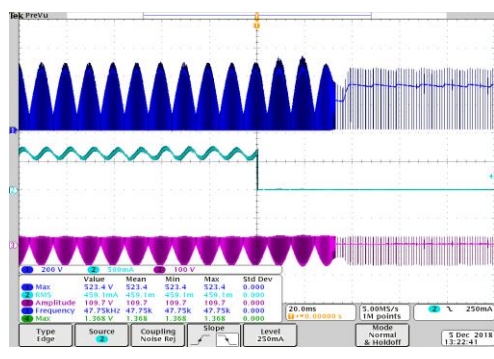 Tek PreVu
1 200 V 2 500mA 3 100 V
Value Mean Min Max Std Dev
1 Max 523.4 V 523.4 523.4 523.4 0.000
2 RMS 459.1mA 459.1m 459.1m 459.1m 0.000
3 Amplitude 109.7 V 109.7 109.7 109.7 0.000
3 Frequency 47.75kHz 47.75k 47.75k 47.75k 0.000
4 Max 1.368 V 1.368 1.368 1.368 0.000
20.0ms 5.00MS/s 2 250mA
0.00000 s 1M points
Type Source Coupling Slope Level Mode
Edge 2 Noise Rej 250mA Normal
& Holdoff
5 Dec 2018
13:22:41